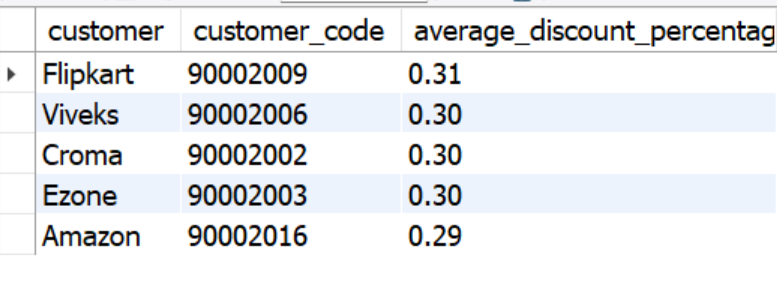 customer customer_code average_discount_percentag
Flipkart 90002009 0.31
Viveks 90002006 0.30
Croma 90002002 0.30
Ezone 90002003 0.30
Amazon 90002016 0.29